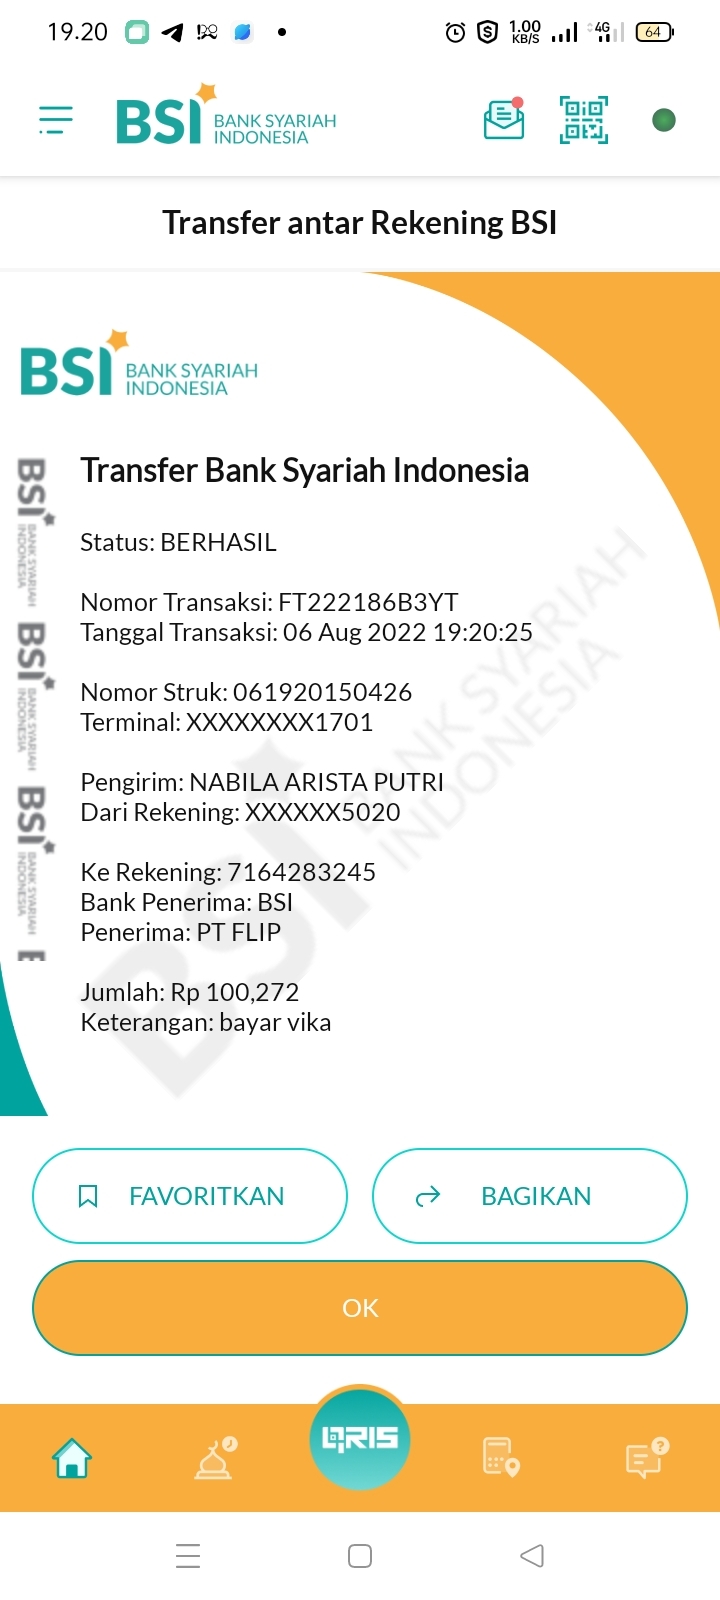 19.20
1.00
KB/S
4G
64
BSI BANK SYARIAH
INDONESIA
Transfer antar Rekening BSI
BSI BANK SYARIAH
INDONESIA
BSI BANK SYARIAH
INDONESIA
BSI BANK SYARIAH
INDONESIA
BSI BANK SYARIAH
INDONESIA
BSI BANK SYARIAH
INDONESIA
Transfer Bank Syariah Indonesia
Status: BERHASIL
Nomor Transaksi: FT222186B3YT
Tanggal Transaksi: 06 Aug 2022 19:20:25
Nomor Struk: 061920150426
Terminal: XXXXXXXX1701
Pengirim: NABILA ARISTA PUTRI
Dari Rekening: XXXXXX5020
Ke Rekening: 7164283245
Bank Penerima: BSI
Penerima: PT FLIP
Jumlah: Rp 100,272
Keterangan: bayar vika
FAVORITKAN
BAGIKAN
OK
QRIS